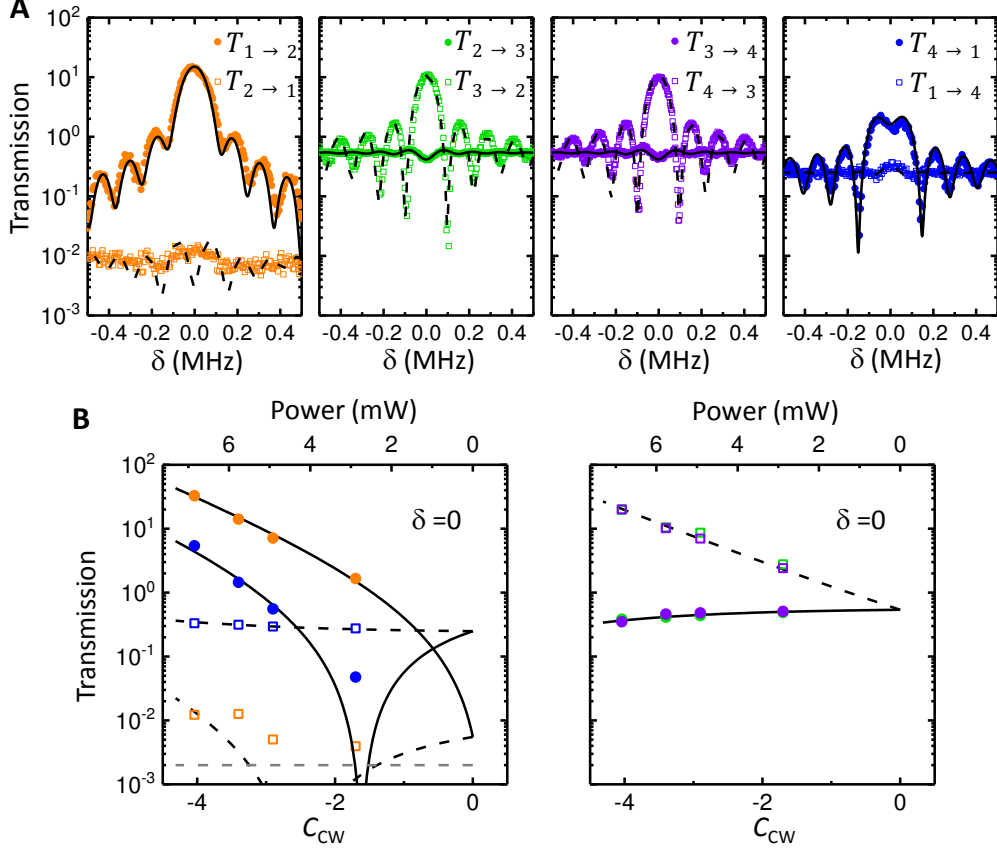 A
T1→2
T2→1
T2→3
T3→2
T3→4
T4→3
T4→1
T1→4
Transmission
10^2
10^1
10^0
10^-1
10^-2
10^-3
-0.4 -0.2 0.0 0.2 0.4
-0.4 -0.2 0.0 0.2 0.4
-0.4 -0.2 0.0 0.2 0.4
-0.4 -0.2 0.0 0.2 0.4
δ (MHz)
δ (MHz)
δ (MHz)
δ (MHz)
B
Power (mW)
6 4 2 0
δ =0
Transmission
10^2
10^1
10^0
10^-1
10^-2
10^-3
-4 -2 0
CCW
Power (mW)
6 4 2 0
δ =0
-4 -2 0
CCW